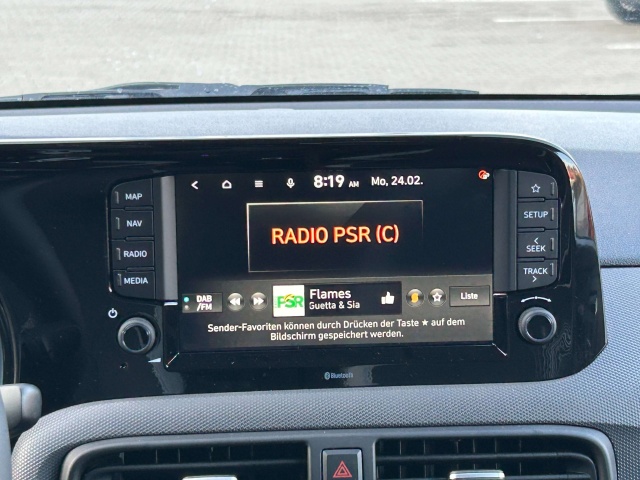 8:19 AM Mo, 24.02.
MAP
NAV
RADIO
MEDIA
SETUP
SEEK
TRACK
RADIO PSR (C)
DAB
/FM
PSR
Flames
Guetta & Sia
Liste
Sender-Favoriten können durch Drücken der Taste ★ auf dem
Bildschirm gespeichert werden.
Bluetooth